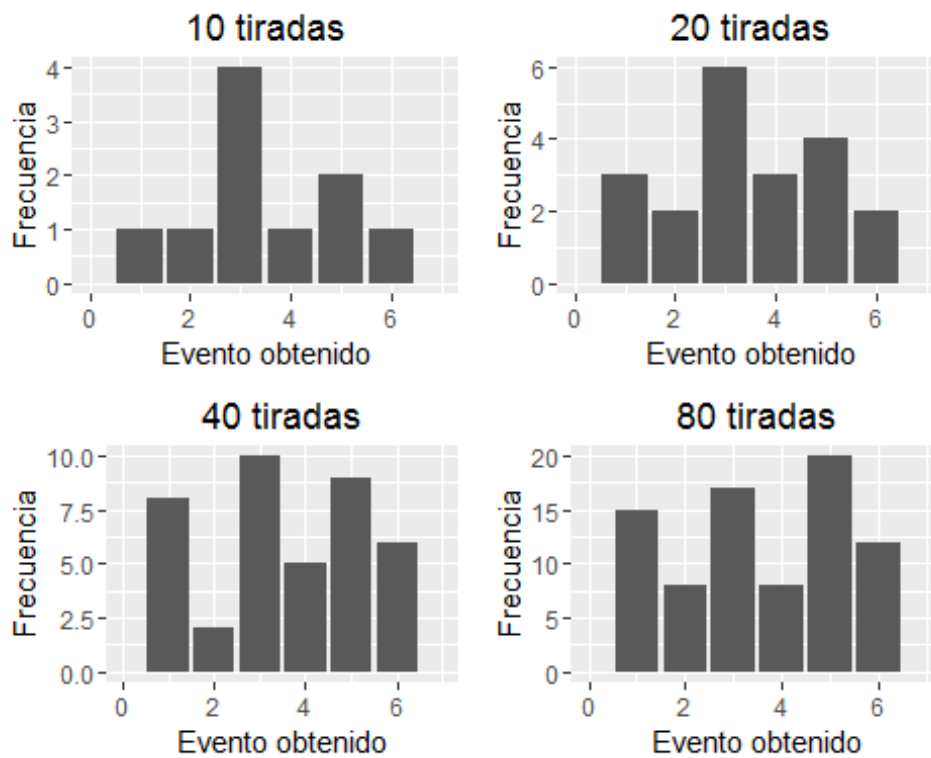 10 tiradas
Frecuencia
4
3
2
1
0
0 2 4 6
Evento obtenido
20 tiradas
Frecuencia
6
4
2
0
0 2 4 6
Evento obtenido
40 tiradas
Frecuencia
10.0
7.5
5.0
2.5
0.0
0 2 4 6
Evento obtenido
80 tiradas
Frecuencia
20
15
10
5
0
0 2 4 6
Evento obtenido